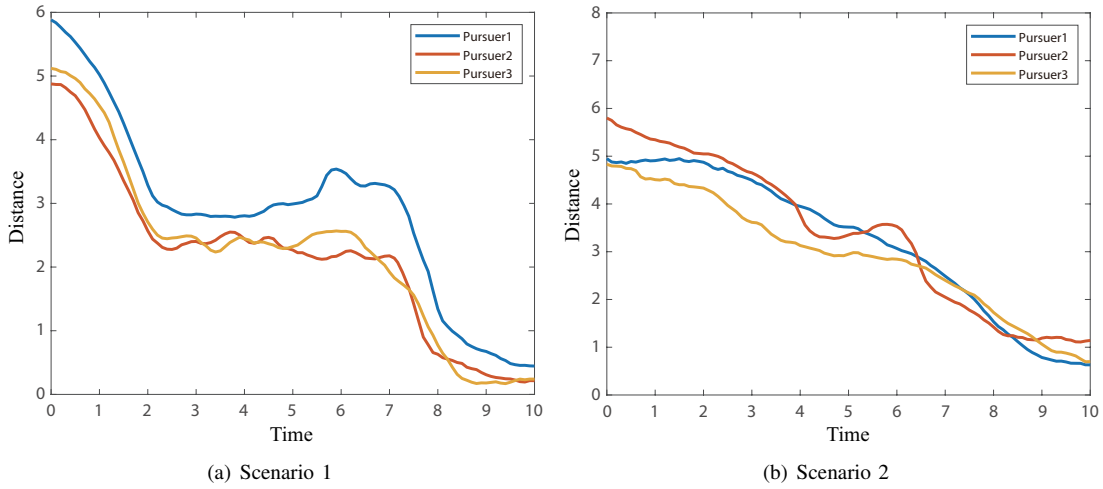 6
5
4
3
2
1
0
Distance
0 1 2 3 4 5 6 7 8 9 10
Time
Pursuer1
Pursuer2
Pursuer3
(a) Scenario 1
8
7
6
5
4
3
2
1
0
Distance
0 1 2 3 4 5 6 7 8 9 10
Time
Pursuer1
Pursuer2
Pursuer3
(b) Scenario 2